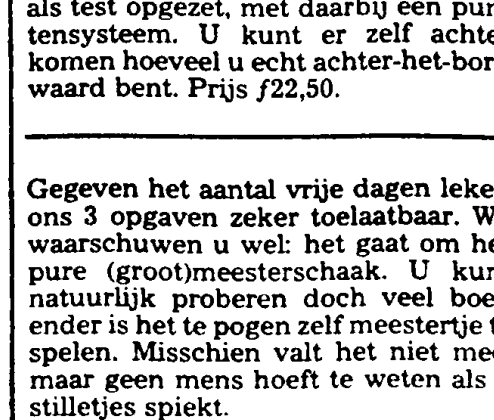 als test opgezet, met daarbij een pun
tensysteem. U kunt er zelf achte
komen hoeveel u echt achter-het-bor
waard bent. Prijs ƒ22,50.
Gegeven het aantal vrije dagen leke
ons 3 opgaven zeker toelaatbaar. W
waarschuwen u wel: het gaat om he
pure (groot)meesterschaak. U kun
natuurlijk proberen doch veel boe
ender is het te pogen zelf meestertje t
spelen. Misschien valt het niet mee
maar geen mens hoeft te weten als
stilletjes spiekt.